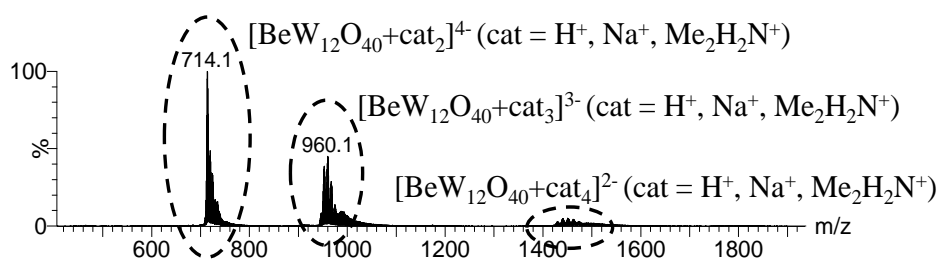 [BeW₁₂O₄₀+cat₂]⁴⁻ (cat = H⁺, Na⁺, Me₂H₂N⁺)
714.1
100
[BeW₁₂O₄₀+cat₃]³⁻ (cat = H⁺, Na⁺, Me₂H₂N⁺)
960.1
%
[BeW₁₂O₄₀+cat₄]²⁻ (cat = H⁺, Na⁺, Me₂H₂N⁺)
0
m/z
600 800 1000 1200 1400 1600 1800